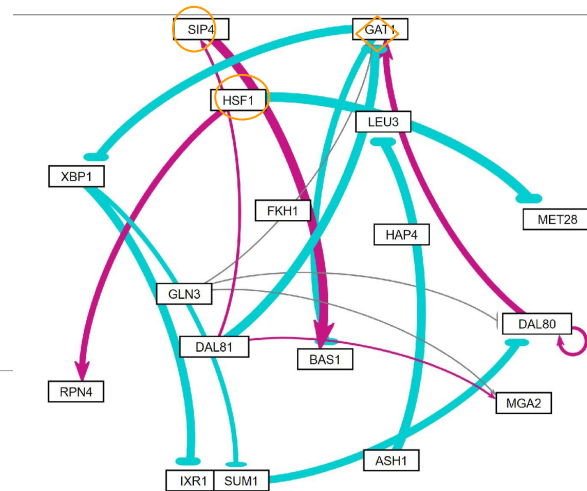 SIP4
GAT1
HSF1
LEU3
XBP1
FKH1
MET28
HAP4
GLN3
DAL80
DAL81
BAS1
RPN4
MGA2
ASH1
IXR1
SUM1